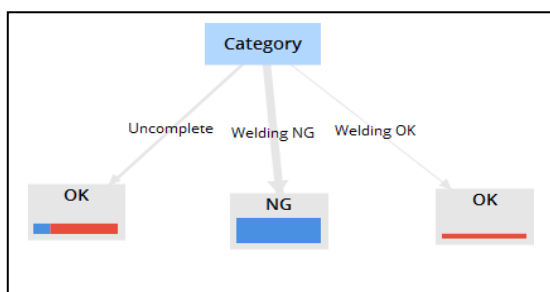 Category
Uncomplete
Welding NG
Welding OK
OK
NG
OK